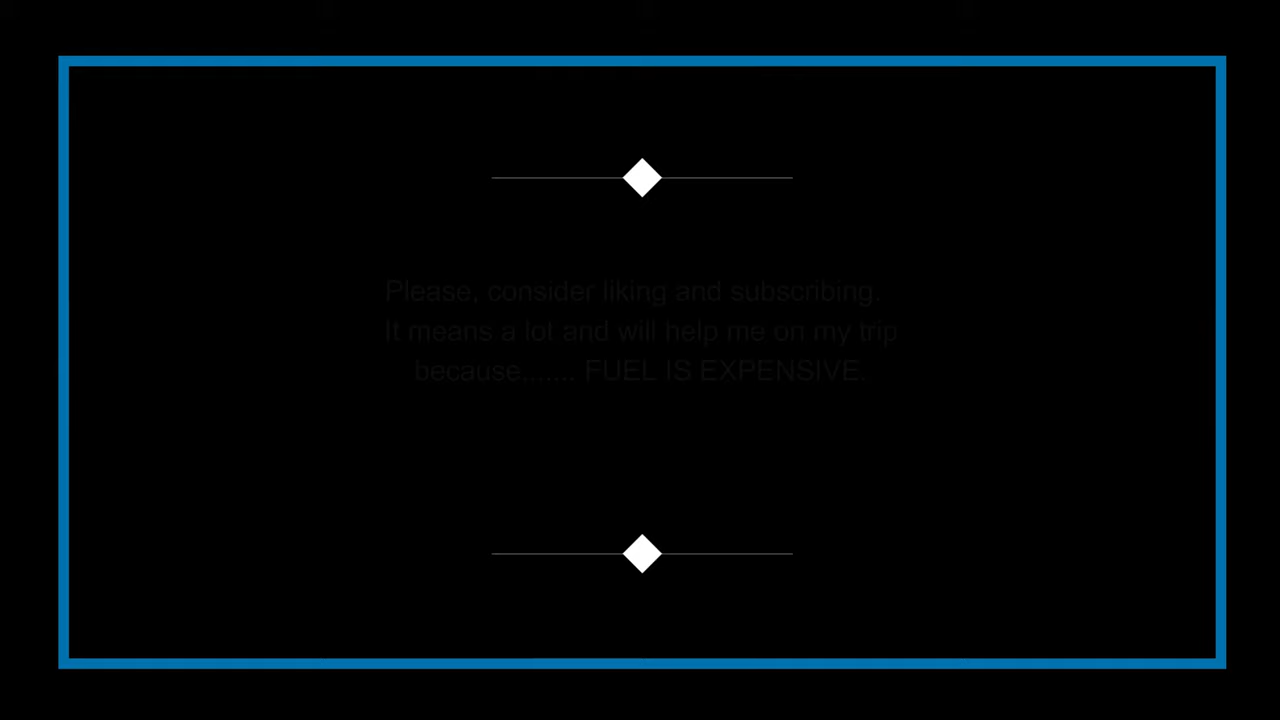 Please, consider liking and subscribing.
It means a lot and will help me on my trip
because....... FUEL IS EXPENSIVE.